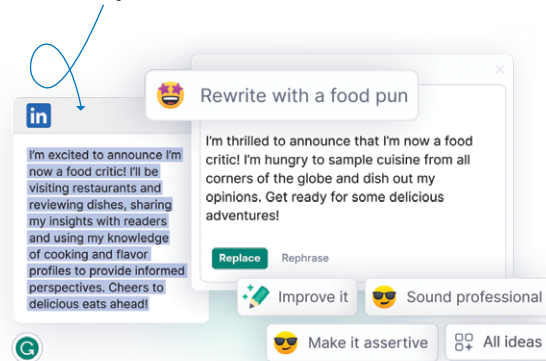 Rewrite with a food pun
in
I'm excited to announce I'm
now a food critic! I'll be
visiting restaurants and
reviewing dishes, sharing
my insights with readers
and using my knowledge
of cooking and flavor
profiles to provide informed
perspectives. Cheers to
delicious eats ahead!
I'm thrilled to announce that I'm now a food
critic! I'm hungry to sample cuisine from all
corners of the globe and dish out my
opinions. Get ready for some delicious
adventures!
Replace Rephrase
Improve it Sound professional
Make it assertive All ideas